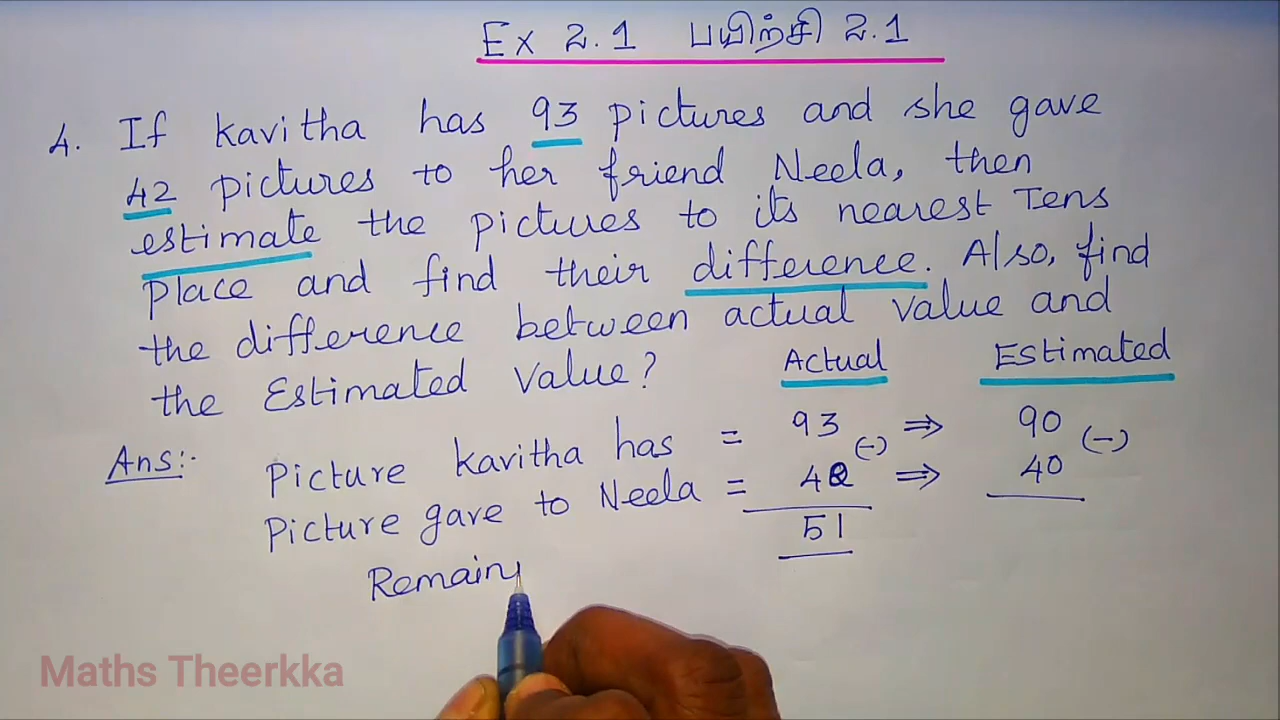 Ex 2.1 பயிற்சி 2.1
4. If kavitha has 93 pictures and she gave
42 pictures to her friend Neela, then
estimate the pictures to its nearest Tens
place and find their difference. Also, find
the difference between actual value and
the Estimated value?
Actual Estimated
Ans:- Picture kavitha has = 93 (-) ⇒ 90 (-)
Picture gave to Neela = 42 ⇒ 40
51
Remain
Maths Theerkka